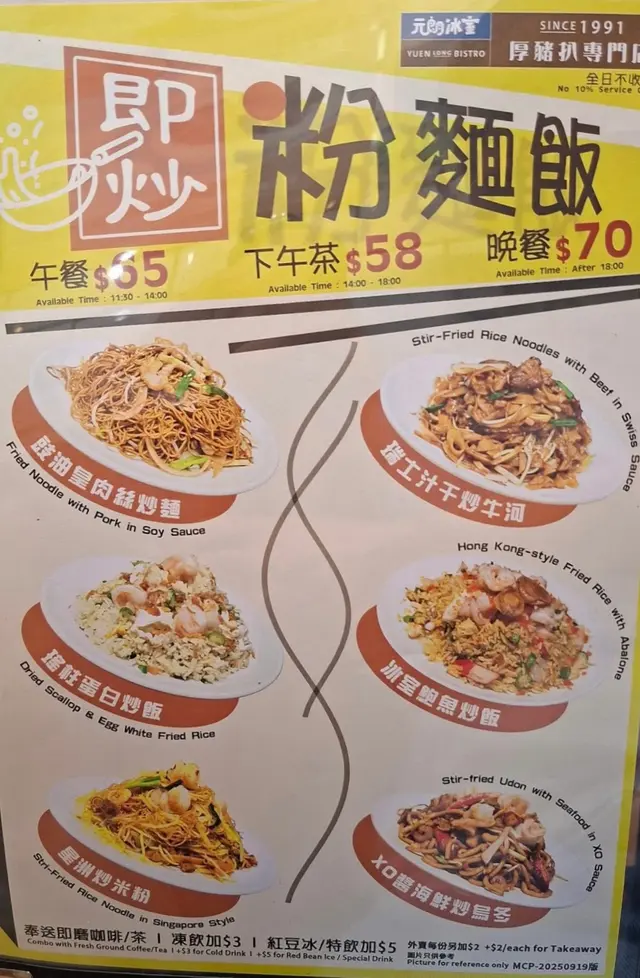 元朗冰室
YUEN LONG BISTRO
SINCE 1991
厚豬扒專門店
全日不收
No 10% Service
即炒
粉麵飯
午餐$65
Available Time : 11:30 - 14:00
下午茶$58
Available Time : 14:00 - 18:00
晚餐$70
Available Time : After 18:00
豉油皇肉絲炒麵
Fried Noodle with Pork in Soy Sauce
瑞士汁干炒牛河
Stir-Fried Rice Noodles with Beef in Swiss Sauce
瑤柱蛋白炒飯
Dried Scallop & Egg White Fried Rice
冰室鮑魚炒飯
Hong Kong-style Fried Rice with Abalone
星洲炒米粉
Stri-Fried Rice Noodle in Singapore Style
XO醬海鮮炒烏冬
Stir-fried Udon with Seafood in XO Sauce
奉送即磨咖啡/茶 | 凍飲加$3 | 紅豆冰/特飲加$5
Combo with Fresh Ground Coffee/Tea | +$3 for Cold Drink | +$5 for Red Bean Ice / Special Drink
外賣每份另加$2 +$2/each for Takeaway
圖片只供參考
Picture for reference only MCP-20250919版